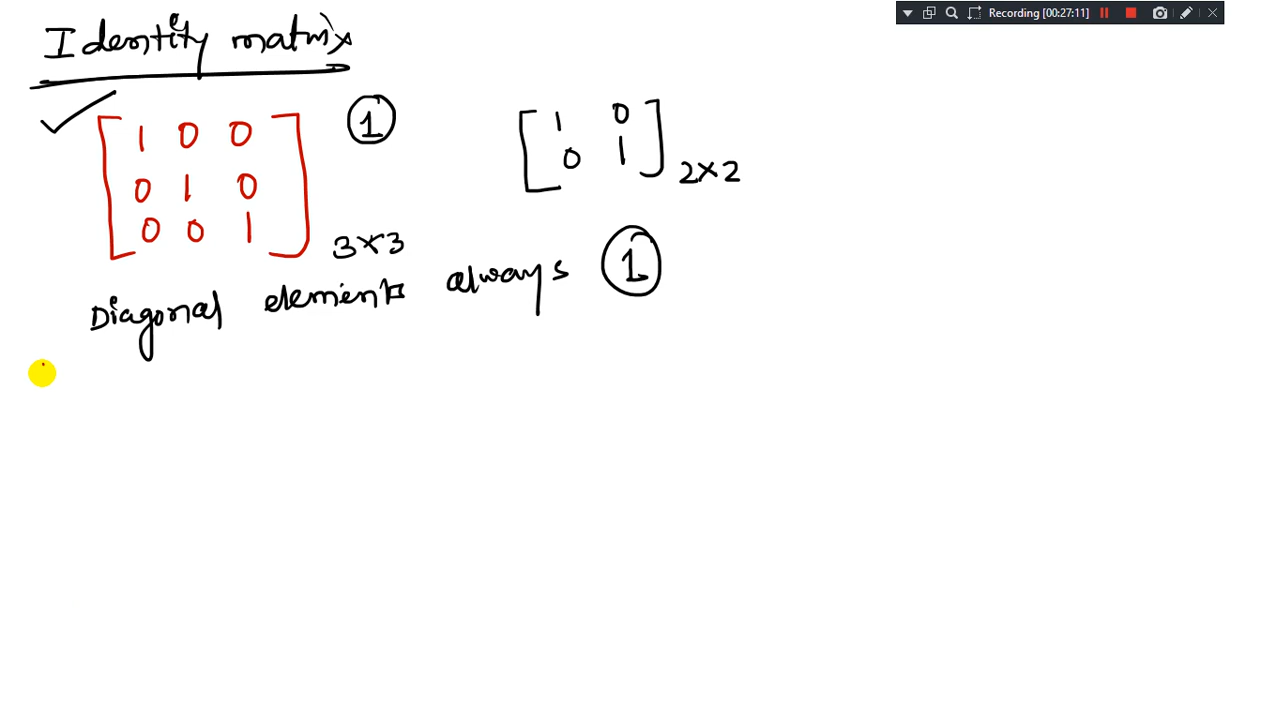 Recording [00:27:11]
Identity matrix
1 0 0
0 1 0
0 0 1
3×3
1
1 0
0 1
2×2
Diagonal elements always 1